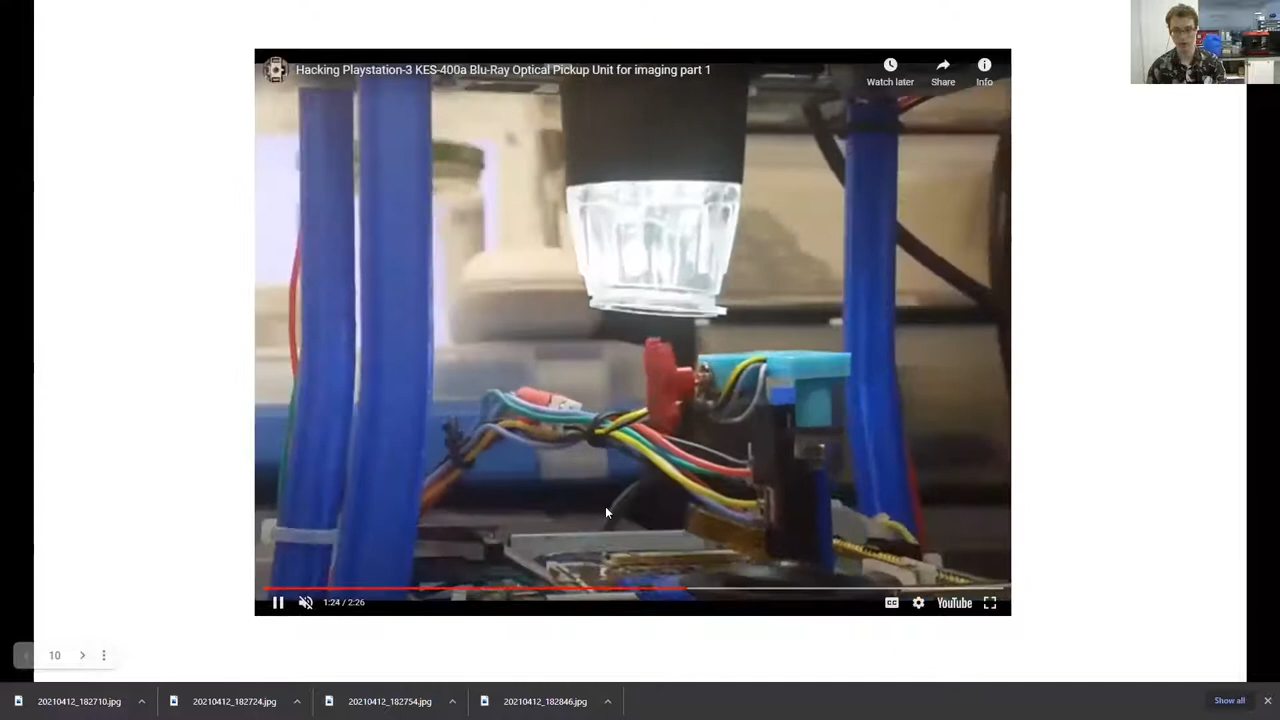 Hacking Playstation-3 KES-400a Blu-Ray Optical Pickup Unit for imaging part 1
Watch later
Share
Info
1:24 / 2:26
CC
YouTube
10
20210412_182710.jpg
20210412_182724.jpg
20210412_182754.jpg
20210412_182846.jpg
Show all